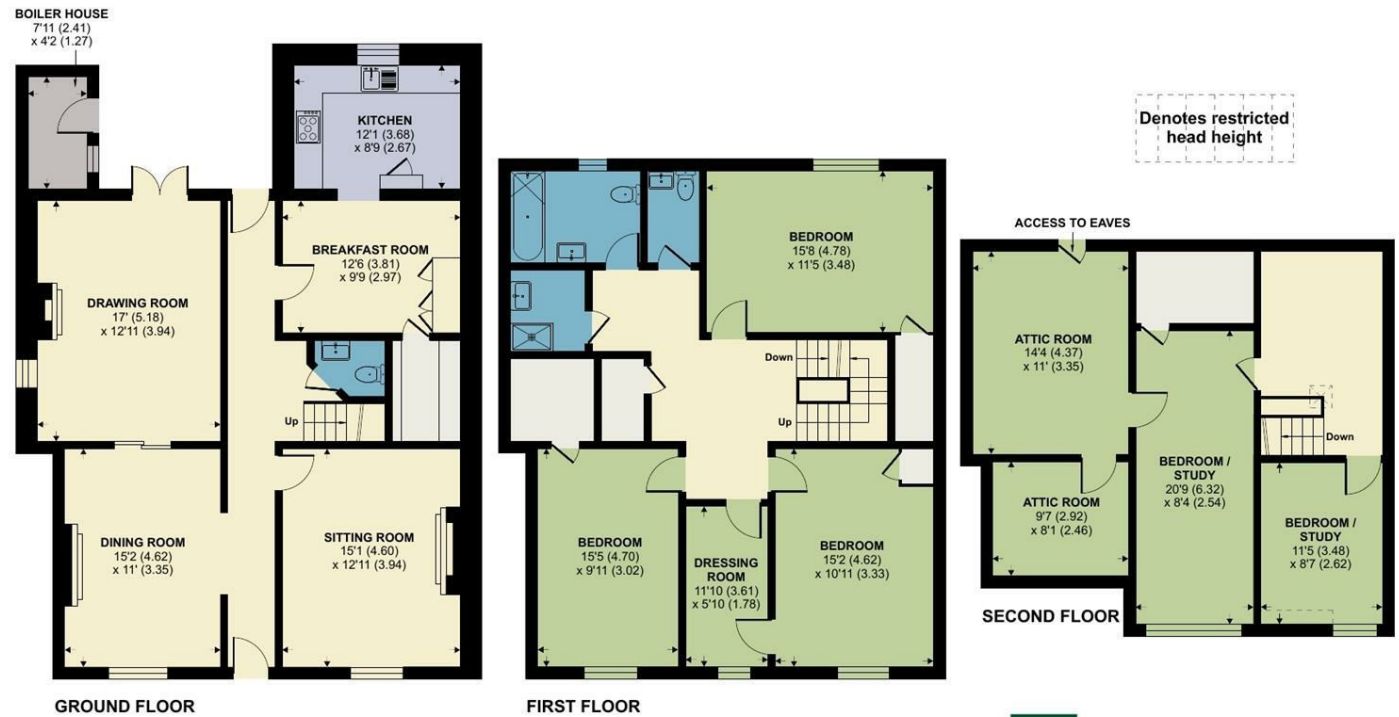 BOILER HOUSE
7'11 (2.41)
x 4'2 (1.27)
KITCHEN
12'1 (3.68)
x 8'9 (2.67)
BREAKFAST ROOM
12'6 (3.81)
x 9'9 (2.97)
DRAWING ROOM
17' (5.18)
x 12'11 (3.94)
Up
DINING ROOM
15'2 (4.62)
x 11' (3.35)
SITTING ROOM
15'1 (4.60)
x 12'11 (3.94)
GROUND FLOOR
BEDROOM
15'8 (4.78)
x 11'5 (3.48)
Down
Up
BEDROOM
15'5 (4.70)
x 9'11 (3.02)
DRESSING
ROOM
11'10 (3.61)
x 5'10 (1.78)
BEDROOM
15'2 (4.62)
x 10'11 (3.33)
FIRST FLOOR
Denotes restricted
head height
ACCESS TO EAVES
ATTIC ROOM
14'4 (4.37)
x 11' (3.35)
Down
BEDROOM /
STUDY
20'9 (6.32)
x 8'4 (2.54)
ATTIC ROOM
9'7 (2.92)
x 8'1 (2.46)
BEDROOM /
STUDY
11'5 (3.48)
x 8'7 (2.62)
SECOND FLOOR